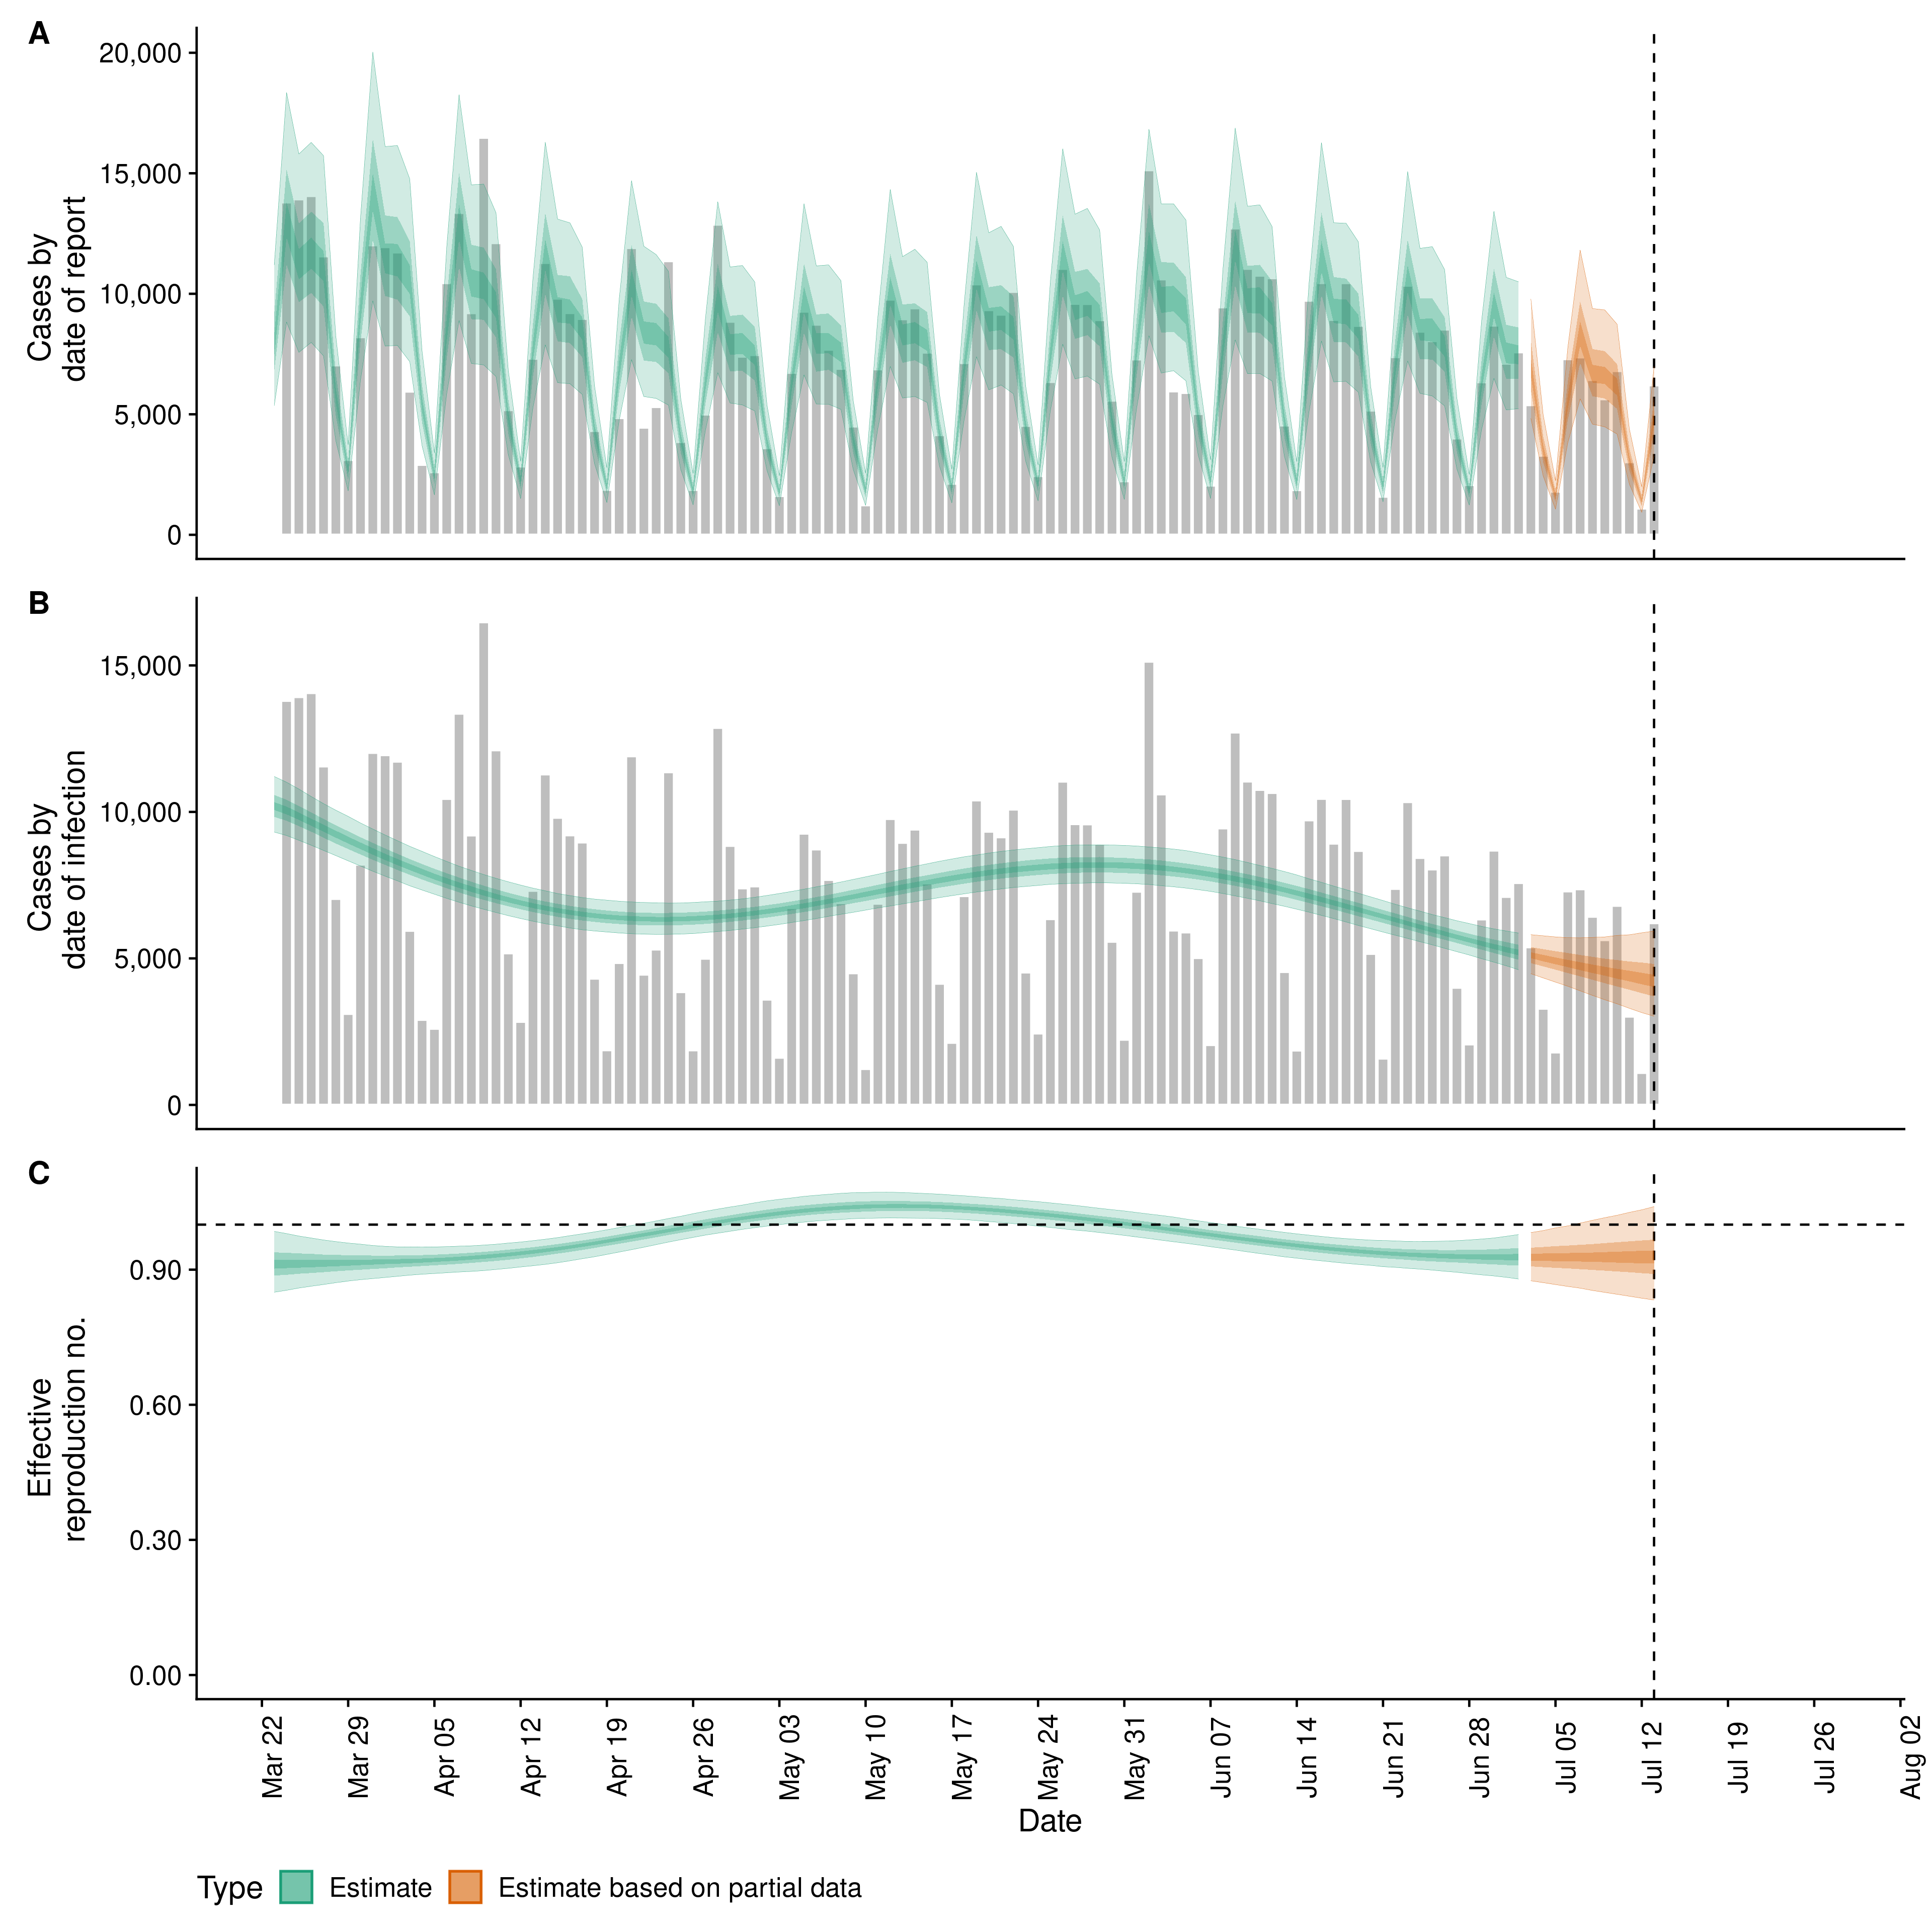 A
Cases by
date of report
20,000
15,000
10,000
5,000
0
B
Cases by
date of infection
15,000
10,000
5,000
0
C
Effective
reproduction no.
0.90
0.60
0.30
0.00
Mar 22
Mar 29
Apr 05
Apr 12
Apr 19
Apr 26
May 03
May 10
May 17
May 24
May 31
Jun 07
Jun 14
Jun 21
Jun 28
Jul 05
Jul 12
Jul 19
Jul 26
Aug 02
Date
Type Estimate Estimate based on partial data